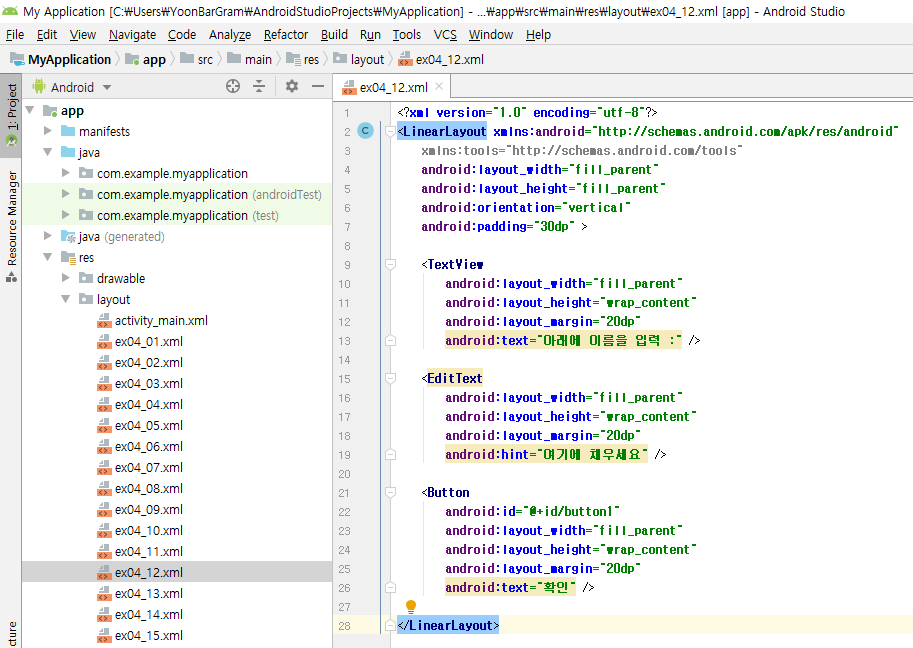 My Application [C:₩Users₩YoonBarGram₩AndroidStudioProjects₩MyApplication] - ...₩app₩src₩main₩res₩layout₩ex04_12.xml [app] - Android Studio
File Edit View Navigate Code Analyze Refactor Build Run Tools VCS Window Help
MyApplication app src main res layout ex04_12.xml
1: Project
Resource Manager
cture
Android
app
manifests
java
com.example.myapplication
com.example.myapplication (androidTest)
com.example.myapplication (test)
java (generated)
res
drawable
layout
activity_main.xml
ex04_01.xml
ex04_02.xml
ex04_03.xml
ex04_04.xml
ex04_05.xml
ex04_06.xml
ex04_07.xml
ex04_08.xml
ex04_09.xml
ex04_10.xml
ex04_11.xml
ex04_12.xml
ex04_13.xml
ex04_14.xml
ex04_15.xml
ex04_12.xml
1 <?xml version="1.0" encoding="utf-8"?>
2 C <LinearLayout xmlns:android="http://schemas.android.com/apk/res/android"
3 xmlns:tools="http://schemas.android.com/tools"
4 android:layout_width="fill_parent"
5 android:layout_height="fill_parent"
6 android:orientation="vertical"
7 android:padding="30dp" >
8
9 <TextView
10 android:layout_width="fill_parent"
11 android:layout_height="wrap_content"
12 android:layout_margin="20dp"
13 android:text="아래에 이름을 입력 :" />
14
15 <EditText
16 android:layout_width="fill_parent"
17 android:layout_height="wrap_content"
18 android:layout_margin="20dp"
19 android:hint="여기에 채우세요" />
20
21 <Button
22 android:id="@+id/button1"
23 android:layout_width="fill_parent"
24 android:layout_height="wrap_content"
25 android:layout_margin="20dp"
26 android:text="확인" />
27
28 </LinearLayout>